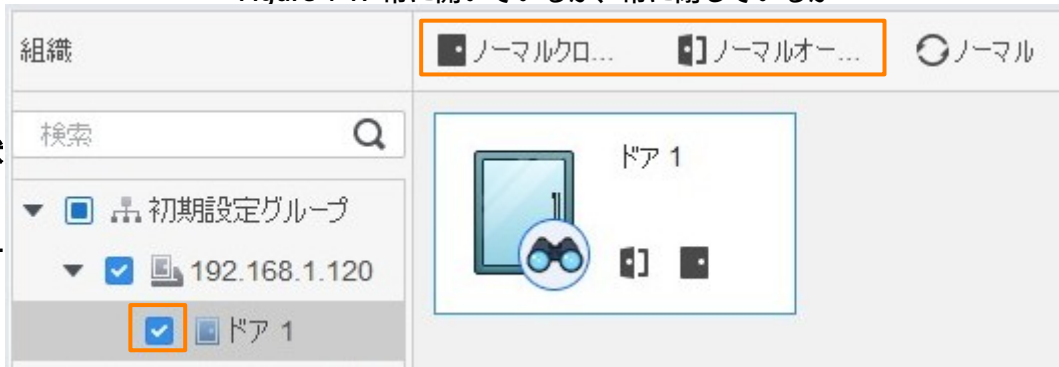 組織
ノーマルクロ... ノーマルオー... ノーマル
検索
ドア 1
初期設定グループ
192.168.1.120
ドア 1